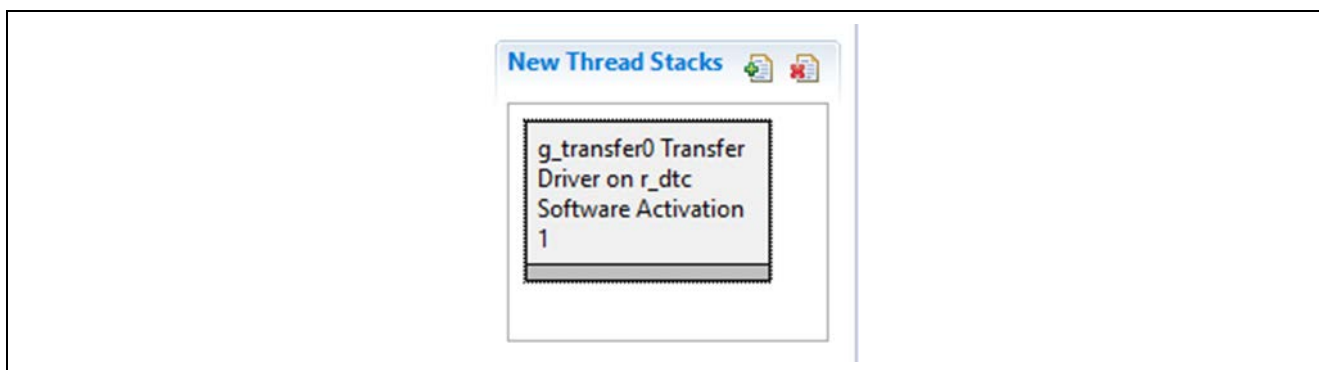 New Thread Stacks
g_transfer0 Transfer
Driver on r_dtc
Software Activation
1